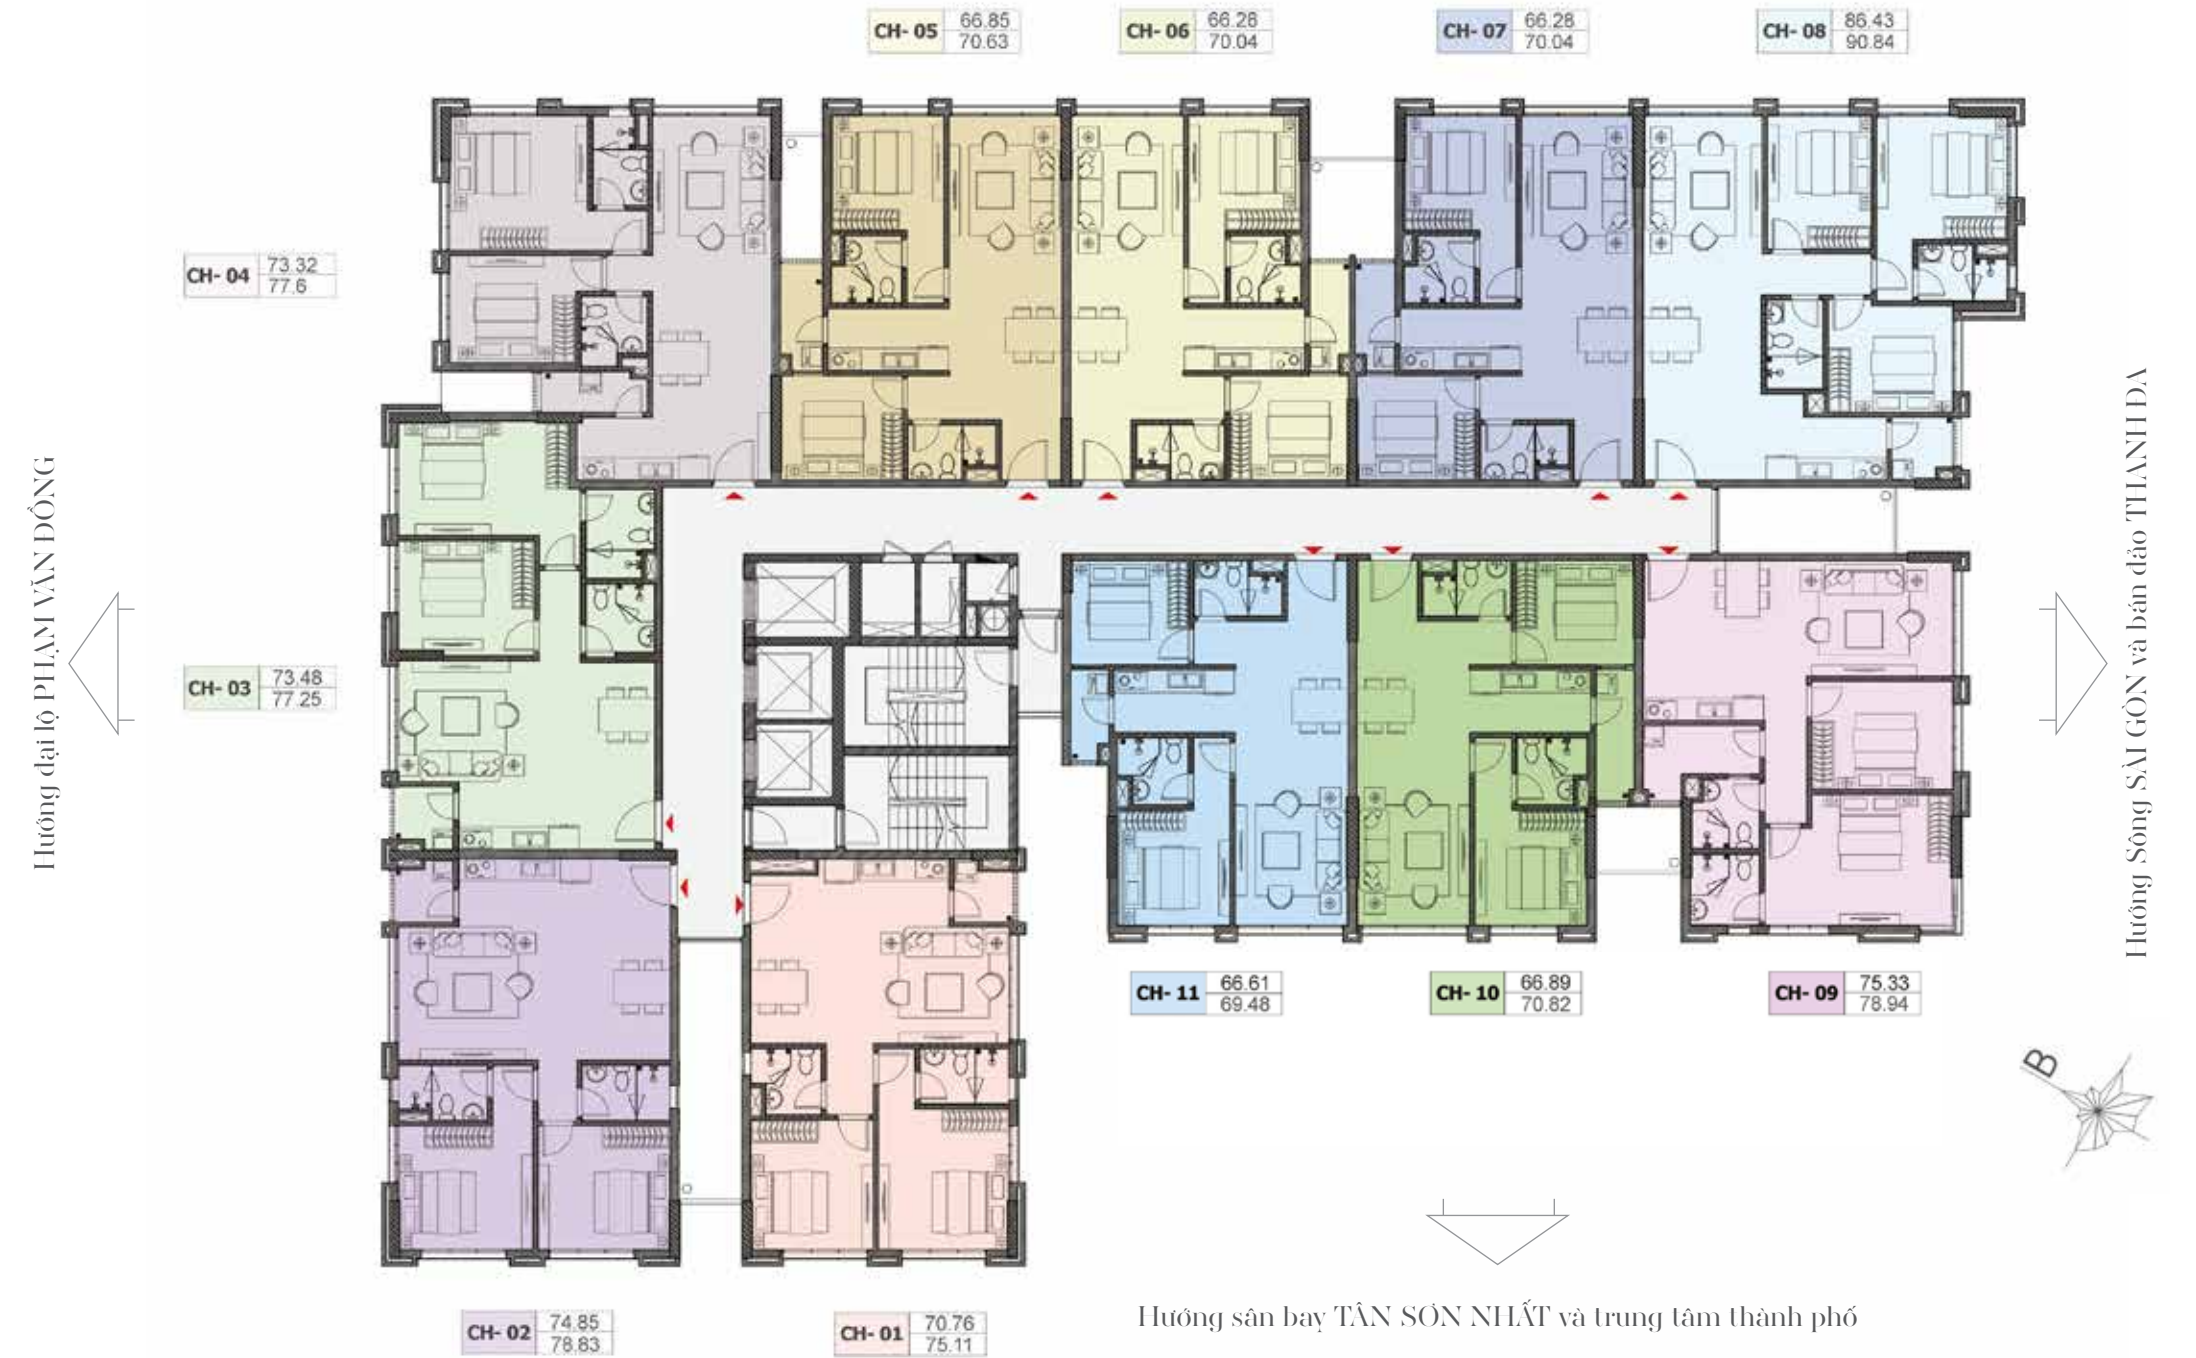 CH- 05 66.85
70.63
CH- 06 66.28
70.04
CH- 07 66.28
70.04
CH- 08 86.43
90.84
CH- 04 73.32
77.6
CH- 03 73.48
77.25
Hướng đại lộ PHẠM VĂN ĐỒNG
Hướng Sông SÀI GÒN và bán đảo THANH ĐA
CH- 11 66.61
69.48
CH- 10 66.89
70.82
CH- 09 75.33
78.94
B
CH- 02 74.85
78.83
CH- 01 70.76
75.11
Hướng sân bay TÂN SƠN NHẤT và trung tâm thành phố